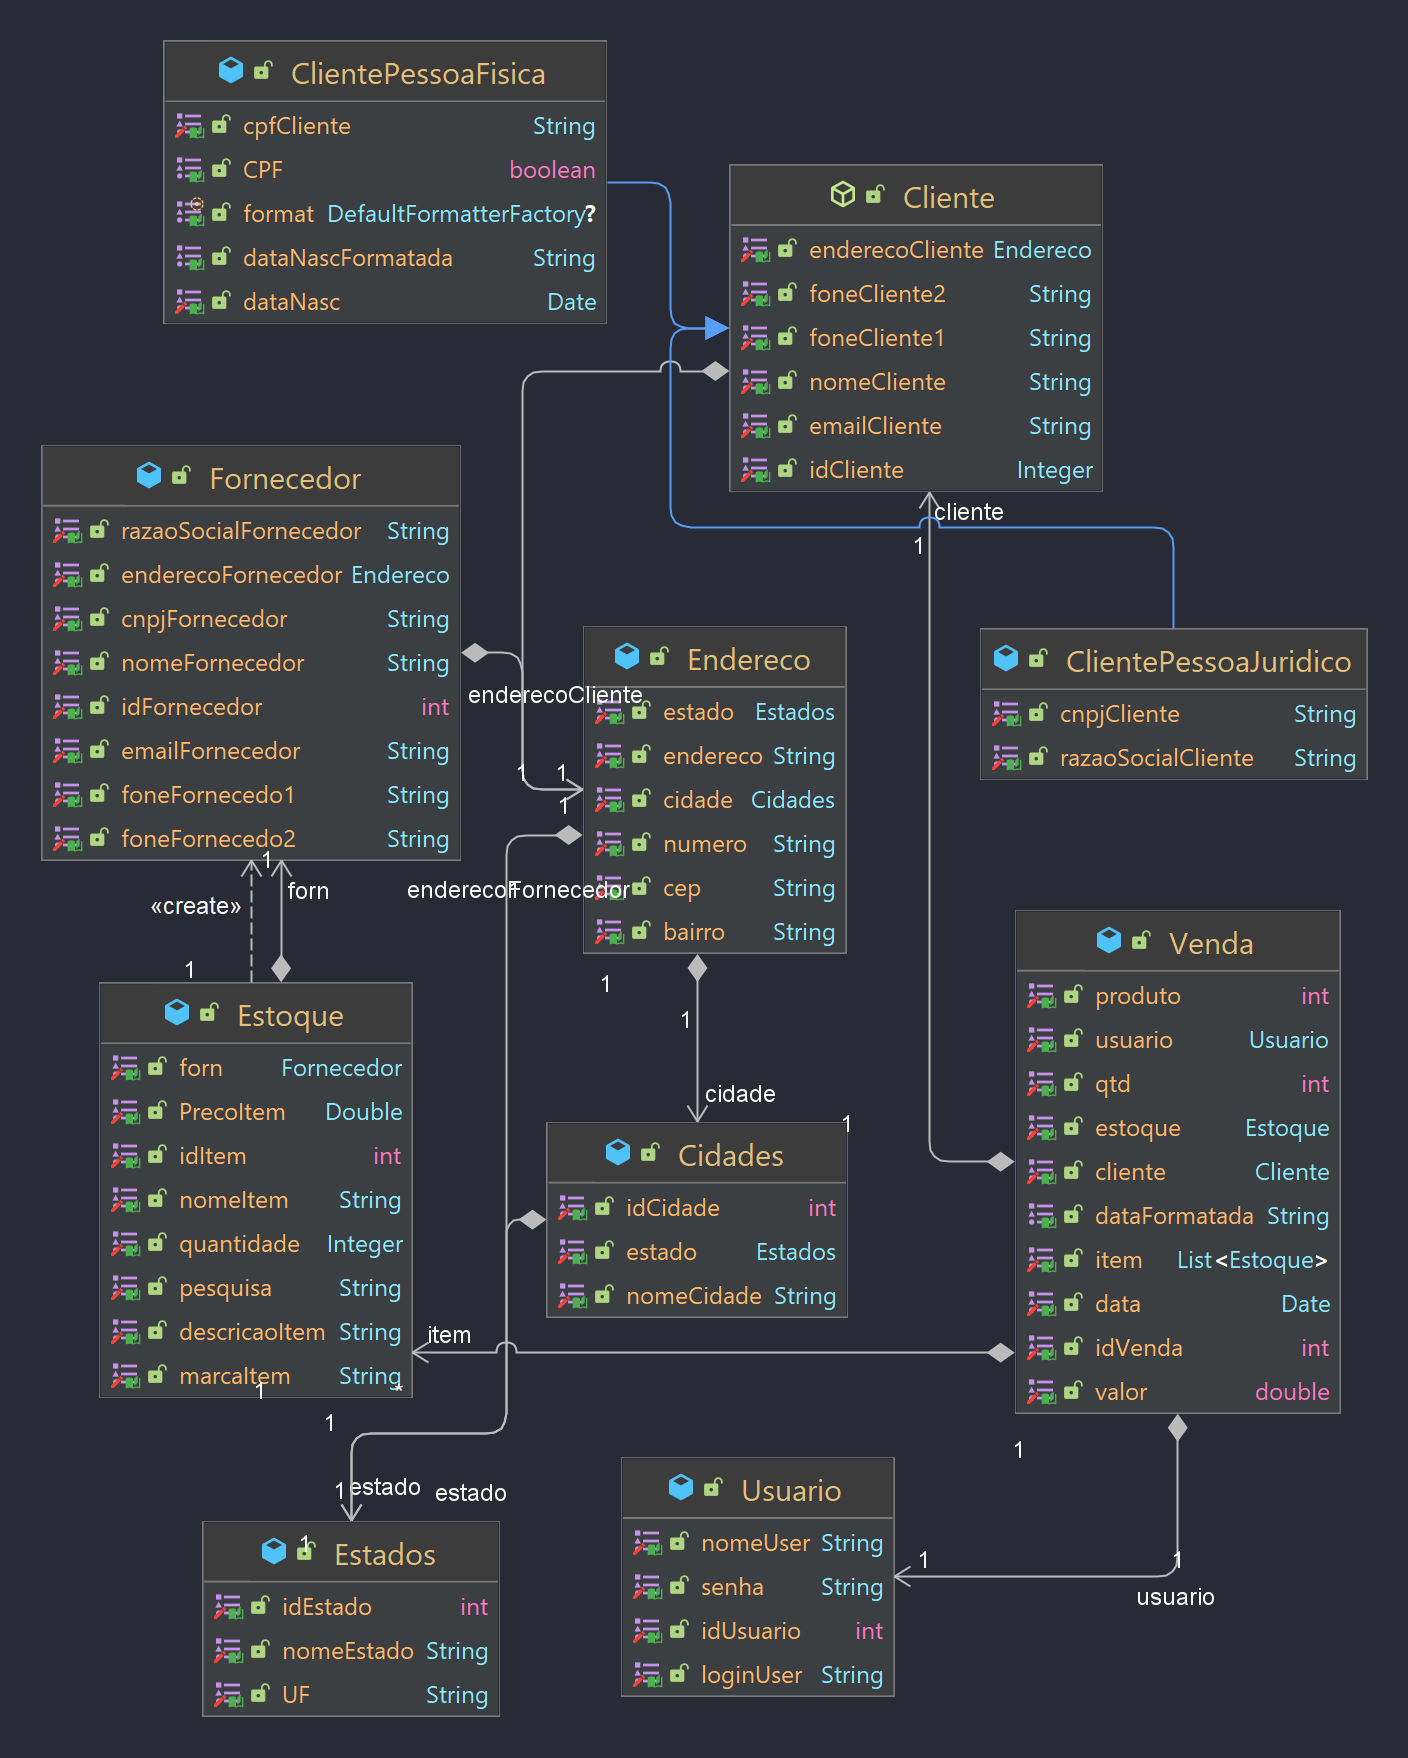 ClientePessoaFisica
cpfCliente String
CPF boolean
format DefaultFormatterFactory?
dataNascFormatada String
dataNasc Date
Cliente
enderecoCliente Endereco
foneCliente2 String
foneCliente1 String
nomeCliente String
emailCliente String
idCliente Integer
cliente
1
Fornecedor
razaoSocialFornecedor String
enderecoFornecedor Endereco
cnpjFornecedor String
nomeFornecedor String
idFornecedor int
emailFornecedor String
foneFornecedo1 String
foneFornecedo2 String
enderecoCliente
1 1
1
Endereco
estado Estados
endereco String
cidade Cidades
numero String
cep String
bairro String
ClientePessoaJuridico
cnpjCliente String
razaoSocialCliente String
1
forn
«create»
enderecoFornecedor
1
1
1
1
cidade
Estoque
forn Fornecedor
PrecoItem Double
idItem int
nomeItem String
quantidade Integer
pesquisa String
descricaoItem String
marcaItem String
1
*
Cidades
idCidade int
estado Estados
nomeCidade String
1
Venda
produto int
usuario Usuario
qtd int
estoque Estoque
cliente Cliente
dataFormatada String
item List<Estoque>
data Date
idVenda int
valor double
item
1
1
1
estado
estado
1
Estados
idEstado int
nomeEstado String
UF String
Usuario
nomeUser String
senha String
idUsuario int
loginUser String
1
1
usuario